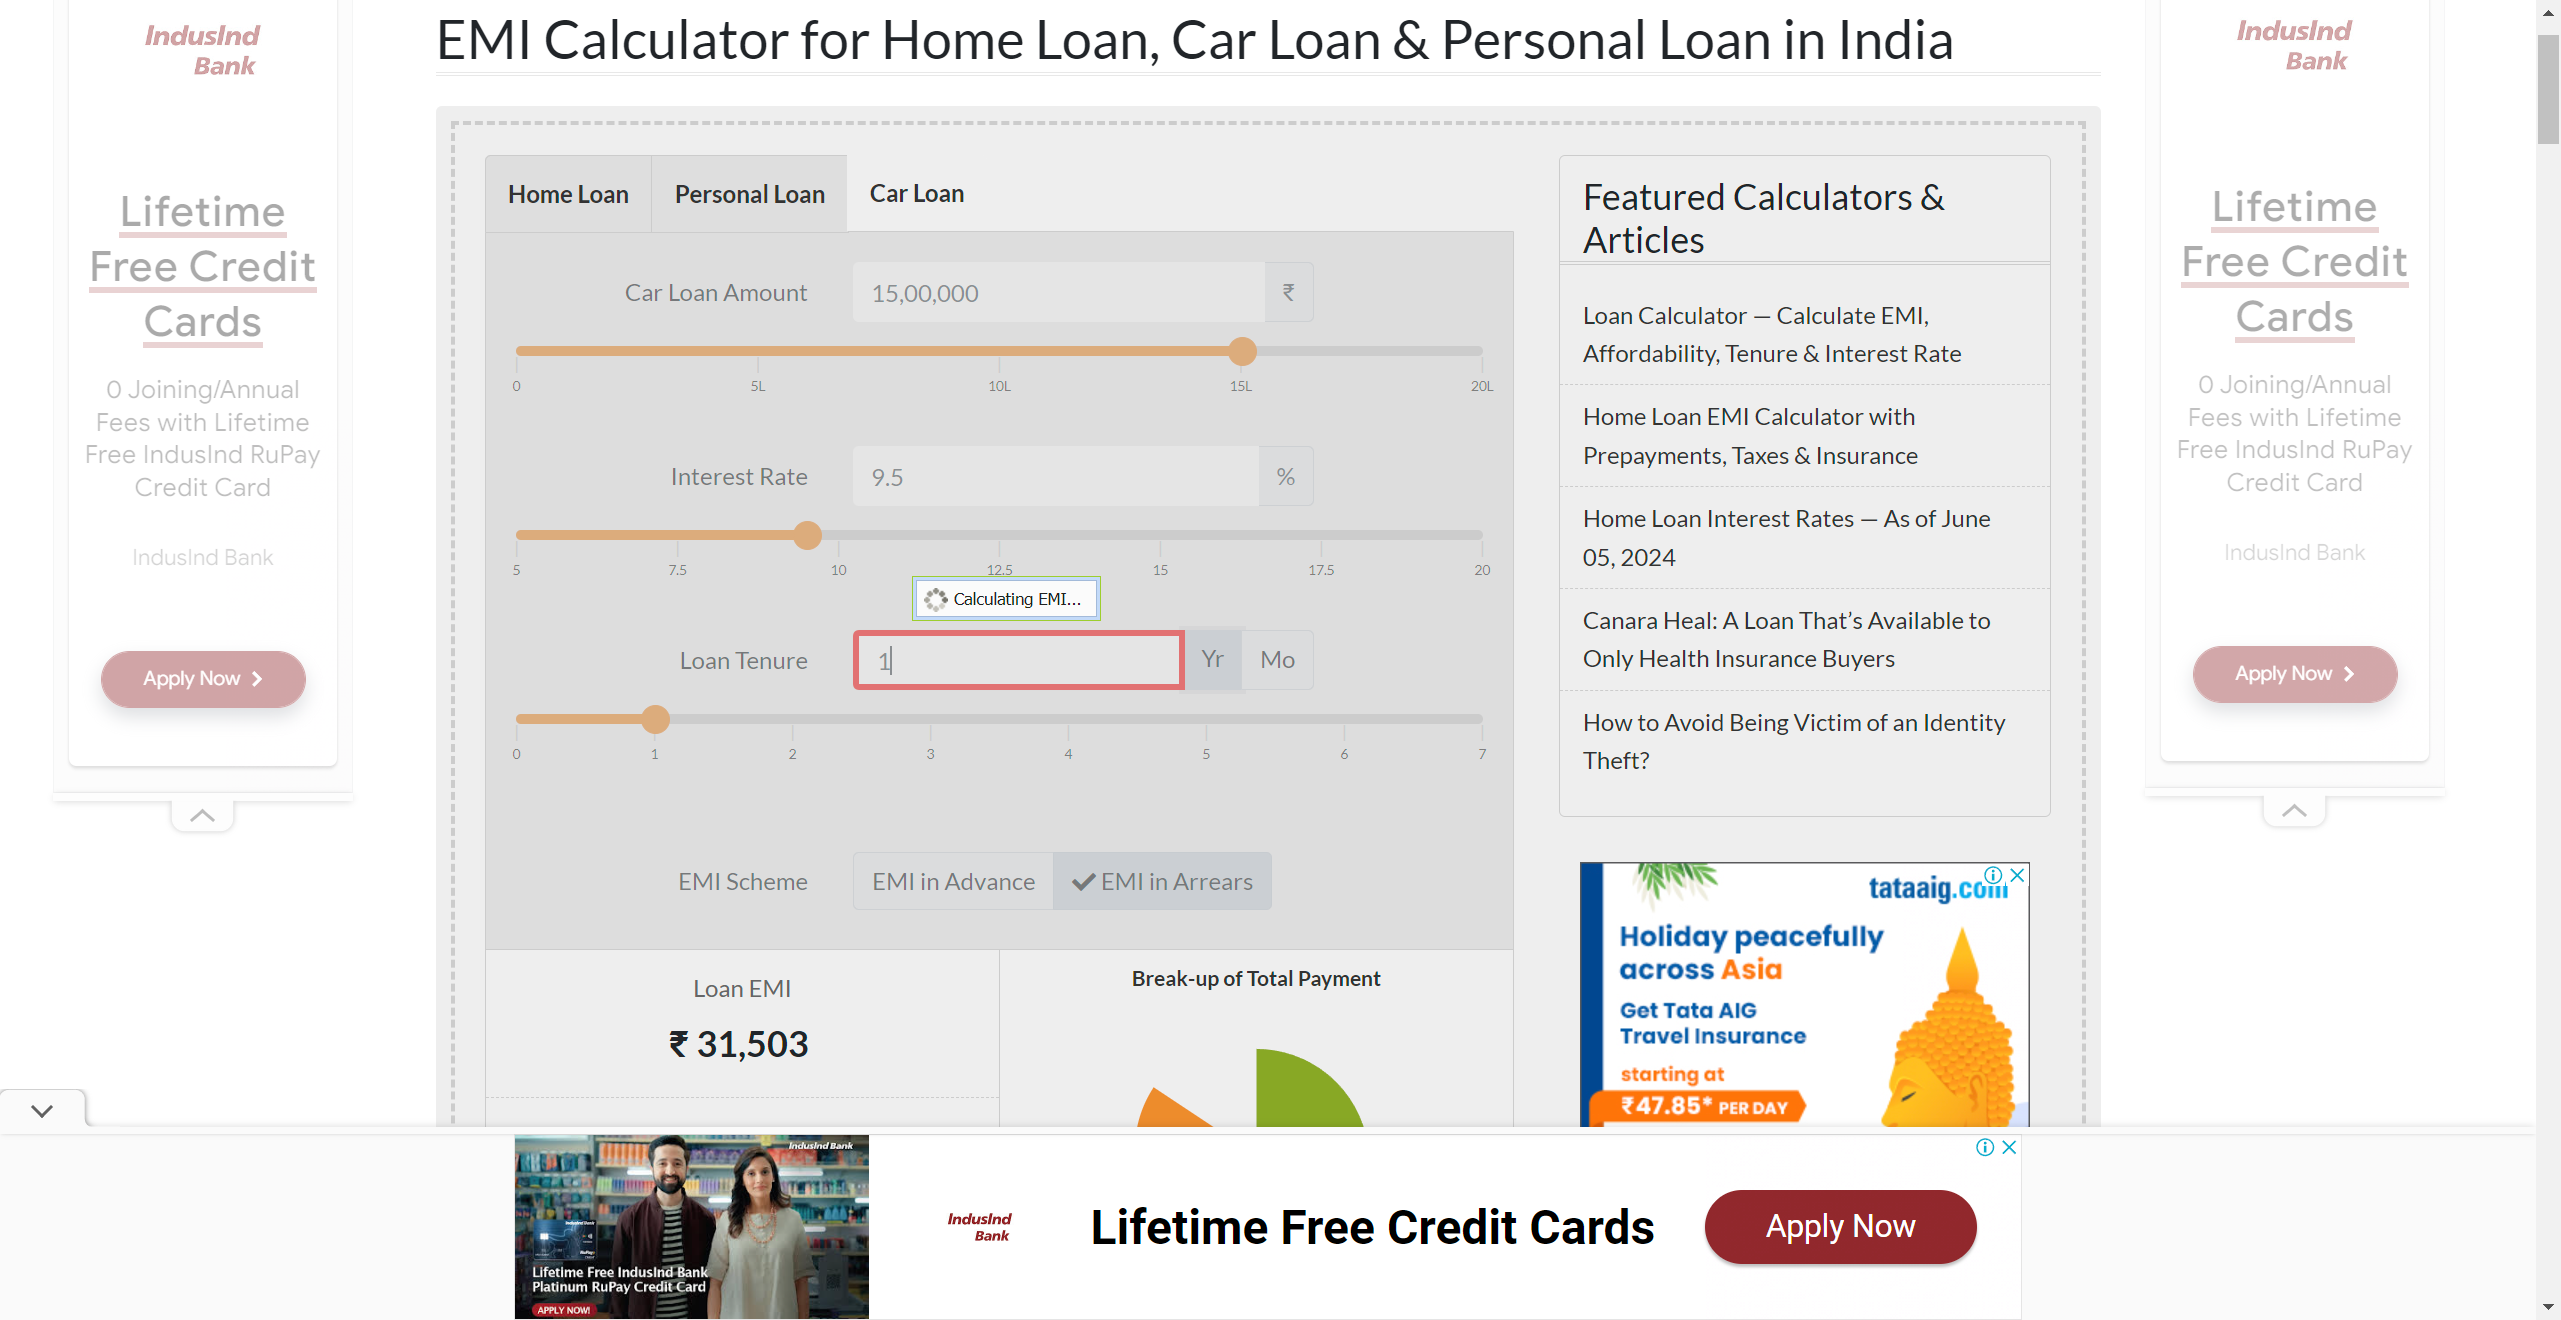 IndusInd
Bank
Lifetime
Free Credit
Cards
0 Joining/Annual
Fees with Lifetime
Free IndusInd RuPay
Credit Card
IndusInd Bank
Apply Now
EMI Calculator for Home Loan, Car Loan & Personal Loan in India
Home Loan
Personal Loan
Car Loan
Car Loan Amount
15,00,000
₹
0
5L
10L
15L
20L
Interest Rate
9.5
%
5
7.5
10
12.5
15
17.5
20
Calculating EMI...
Loan Tenure
1
Yr
Mo
0
1
2
3
4
5
6
7
EMI Scheme
EMI in Advance
EMI in Arrears
Loan EMI
₹ 31,503
Break-up of Total Payment
Featured Calculators &
Articles
Loan Calculator — Calculate EMI,
Affordability, Tenure & Interest Rate
Home Loan EMI Calculator with
Prepayments, Taxes & Insurance
Home Loan Interest Rates — As of June
05, 2024
Canara Heal: A Loan That’s Available to
Only Health Insurance Buyers
How to Avoid Being Victim of an Identity
Theft?
tataaig.com
Holiday peacefully
across Asia
Get Tata AIG
Travel Insurance
starting at
₹47.85* PER DAY
IndusInd
Bank
Lifetime
Free Credit
Cards
0 Joining/Annual
Fees with Lifetime
Free IndusInd RuPay
Credit Card
IndusInd Bank
Apply Now
IndusInd Bank
Lifetime Free IndusInd Bank
Platinum RuPay Credit Card
APPLY NOW!
IndusInd
Bank
Lifetime Free Credit Cards
Apply Now